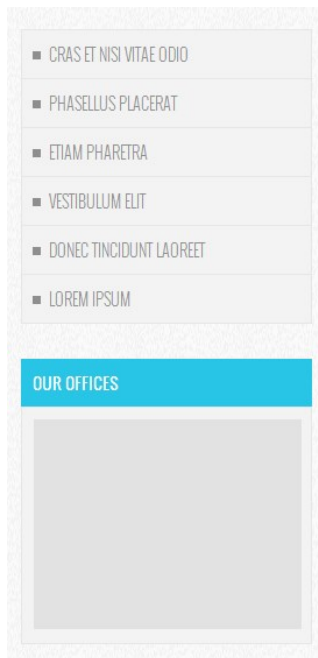 CRAS ET NISI VITAE ODIO
PHASELLUS PLACERAT
ETIAM PHARETRA
VESTIBULUM ELIT
DONEC TINCIDUNT LAOREET
LOREM IPSUM
OUR OFFICES